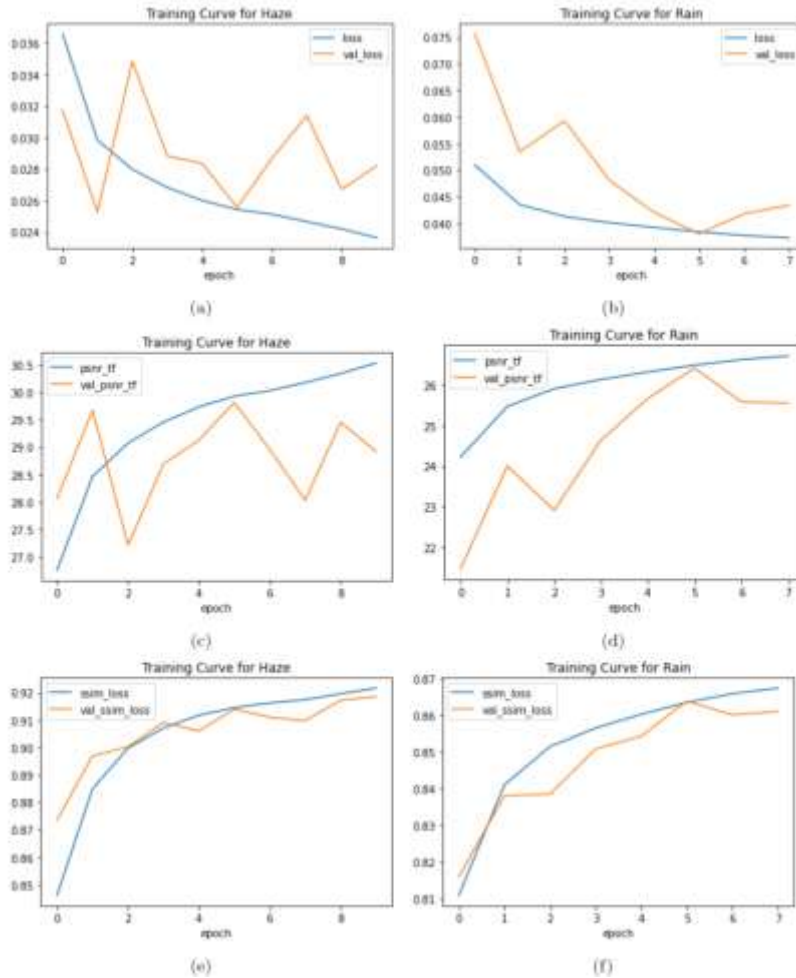 Training Curve for Haze
loss
val_loss
0.036
0.034
0.032
0.030
0.028
0.026
0.024
0 2 4 6 8
epoch
(a)
Training Curve for Rain
loss
val_loss
0.075
0.070
0.065
0.060
0.055
0.050
0.045
0.040
0 1 2 3 4 5 6 7
epoch
(b)
Training Curve for Haze
psnr_tf
val_psnr_tf
30.5
30.0
29.5
29.0
28.5
28.0
27.5
27.0
0 2 4 6 8
epoch
(c)
Training Curve for Rain
psnr_tf
val_psnr_tf
26
25
24
23
22
0 1 2 3 4 5 6 7
epoch
(d)
Training Curve for Haze
ssim_loss
val_ssim_loss
0.92
0.91
0.90
0.89
0.88
0.87
0.86
0.85
0 2 4 6 8
epoch
(e)
Training Curve for Rain
ssim_loss
val_ssim_loss
0.87
0.86
0.85
0.84
0.83
0.82
0.81
0 1 2 3 4 5 6 7
epoch
(f)